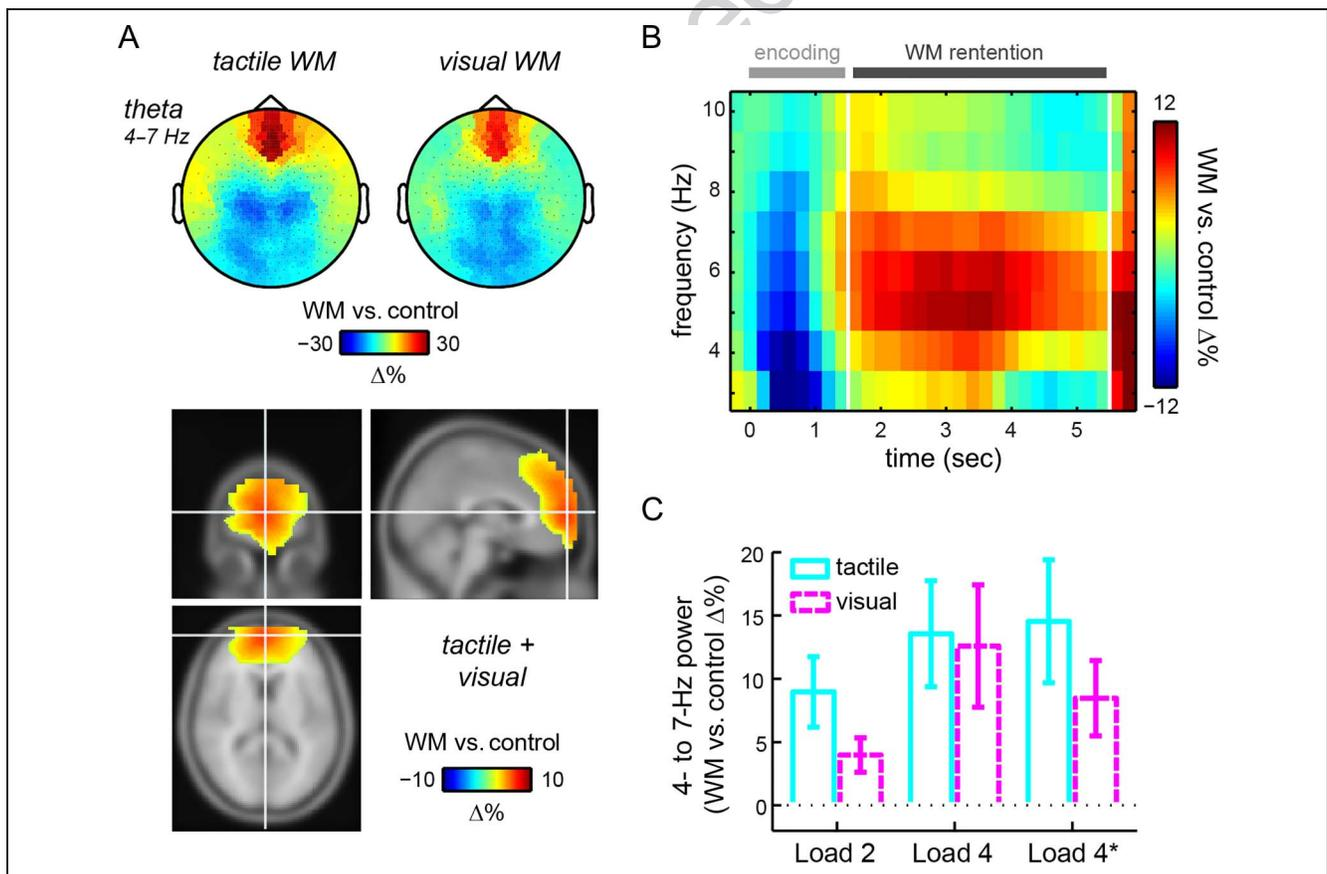 A
tactile WM
visual WM
theta
4–7 Hz
WM vs. control
−30
30
Δ%
tactile +
visual
WM vs. control
−10
10
Δ%
B
encoding
WM rentention
10
8
6
4
frequency (Hz)
0
1
2
3
4
5
time (sec)
12
−12
WM vs. control Δ%
C
20
15
10
5
0
4- to 7-Hz power
(WM vs. control Δ%)
tactile
visual
Load 2
Load 4
Load 4*